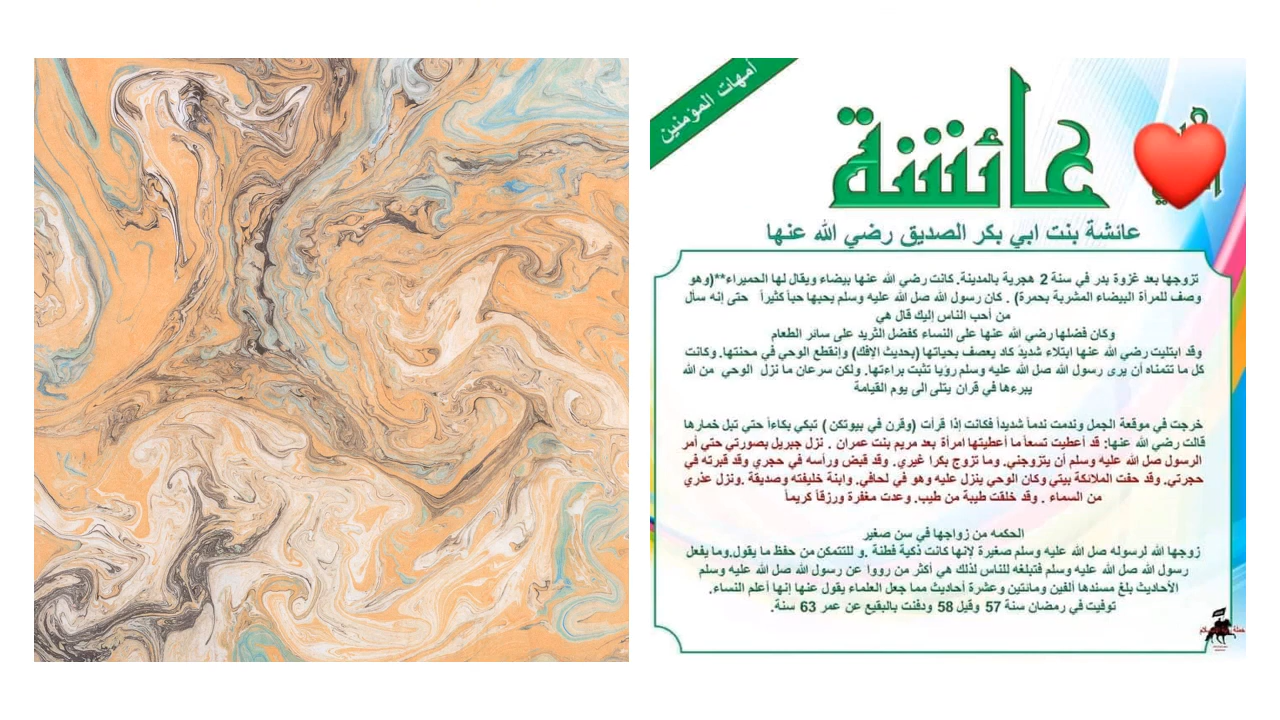 أمهات المؤمنين
عائشة
عائشة بنت ابي بكر الصديق رضي الله عنها
تزوجها بعد غزوة بدر في سنة 2 هجرية بالمدينة. كانت رضي الله عنها بيضاء ويقال لها الحميراء**(وهو
وصف للمرأة البيضاء المشربة بحمرة) . كان رسول الله صل الله عليه وسلم يحبها حباً كثيراً حتى إنه سأل
من أحب الناس إليك قال هي
وكان فضلها رضي الله عنها على النساء كفضل الثريد على سائر الطعام
وقد ابتليت رضي الله عنها ابتلاء شديدَ كاد يعصف بحياتها (بحديث الإفك) وإنقطع الوحي في محنتها. وكانت
كل ما تتمناه أن يرى رسول الله صل الله عليه وسلم رؤيا تثبت براءتها. ولكن سرعان ما نزل الوحي من الله
يبرءها في قران يتلى الى يوم القيامة
خرجت في موقعة الجمل وندمت ندماً شديداً فكانت إذا قرأت (وقرن في بيوتكن ) تبكي بكاءاً حتي تبل خمارها
قالت رضي الله عنها: قد أعطيت تسعاً ما أعطيتها امرأة بعد مريم بنت عمران . نزل جبريل بصورتي حتي أمر
الرسول صل الله عليه وسلم أن يتزوجني. وما تزوج بكرا غيري. وقد قبض ورأسه في حجري وقد قبرته في
حجرتي. وقد حفت الملائكة بيتي وكان الوحي ينزل عليه وهو في لحافي. وابنة خليفته وصديقة .ونزل عذري
من السماء . وقد خلقت طيبة من طيب. وعدت مغفرة ورزقاً كريماً
الحكمه من زواجها في سن صغير
زوجها الله لرسوله صل الله عليه وسلم صغيرة لإنها كانت ذكية فطنة .و للتتمكن من حفظ ما يقول.وما يفعل
رسول الله صل الله عليه وسلم فتبلغه للناس لذلك هي أكثر من رووا عن رسول الله صل الله عليه وسلم
الأحاديث بلغ مسندها ألفين ومائتين وعشرة أحاديث مما جعل العلماء يقول عنها إنها أعلم النساء.
توفيت في رمضان سنة 57 وقيل 58 ودفنت بالبقيع عن عمر 63 سنة.